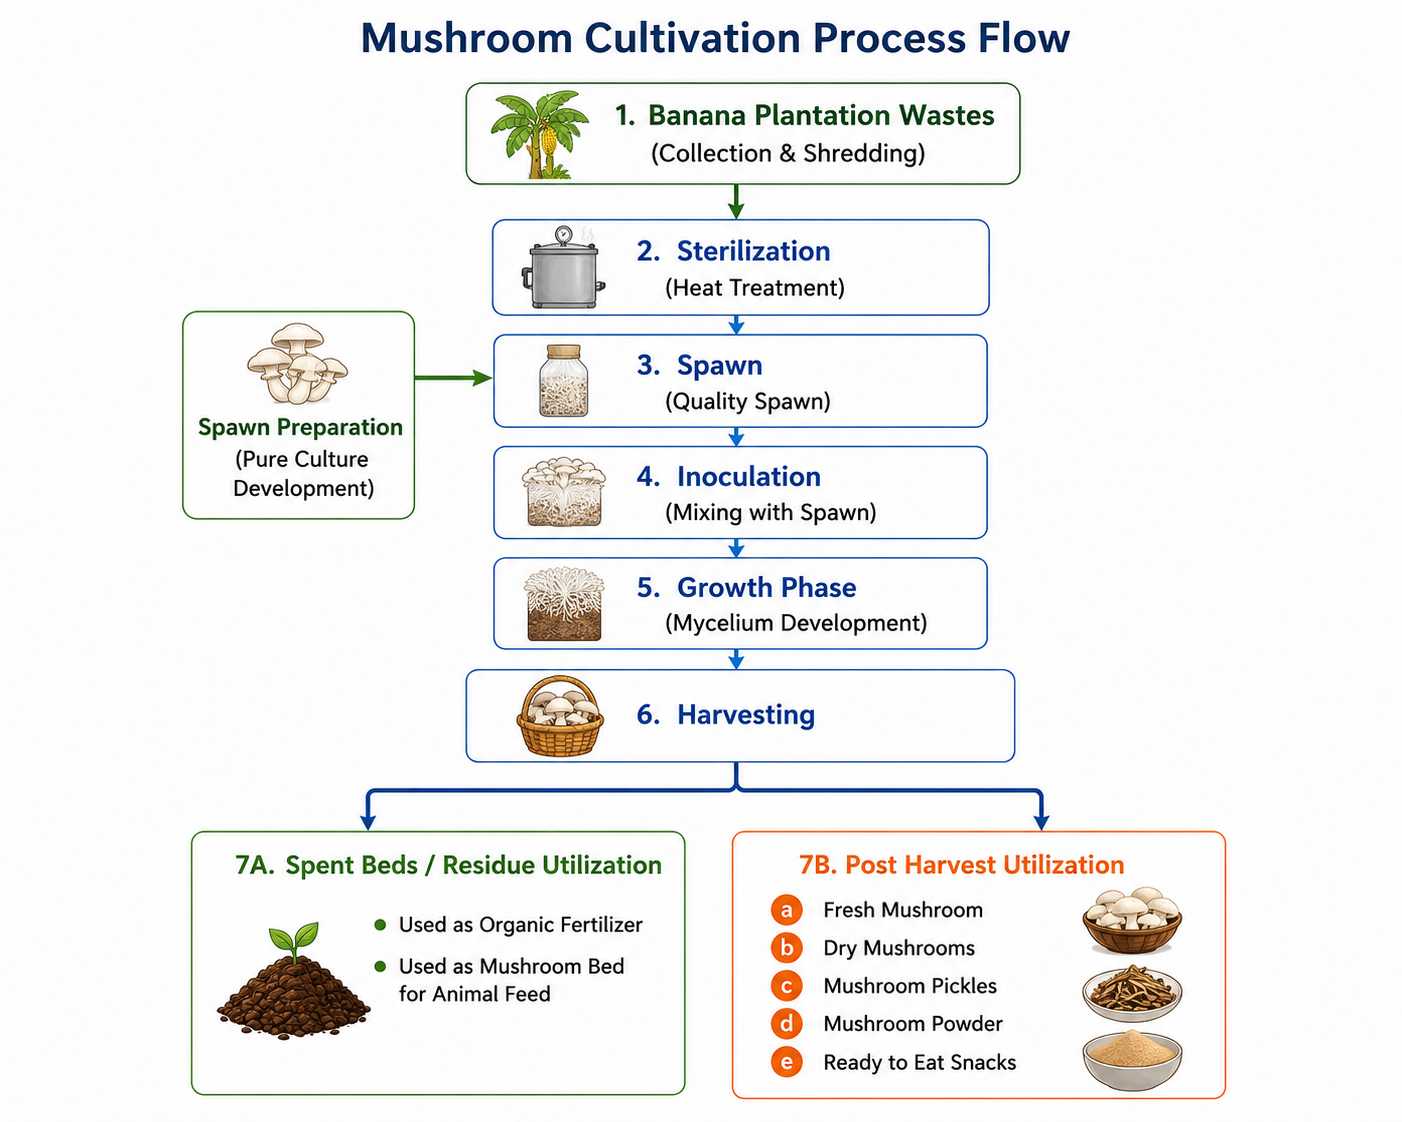 Mushroom Cultivation Process Flow
1. Banana Plantation Wastes
(Collection & Shredding)
2. Sterilization
(Heat Treatment)
3. Spawn
(Quality Spawn)
Spawn Preparation
(Pure Culture
Development)
4. Inoculation
(Mixing with Spawn)
5. Growth Phase
(Mycelium Development)
6. Harvesting
7A. Spent Beds / Residue Utilization
Used as Organic Fertilizer
Used as Mushroom Bed
for Animal Feed
7B. Post Harvest Utilization
a Fresh Mushroom
b Dry Mushrooms
c Mushroom Pickles
d Mushroom Powder
e Ready to Eat Snacks